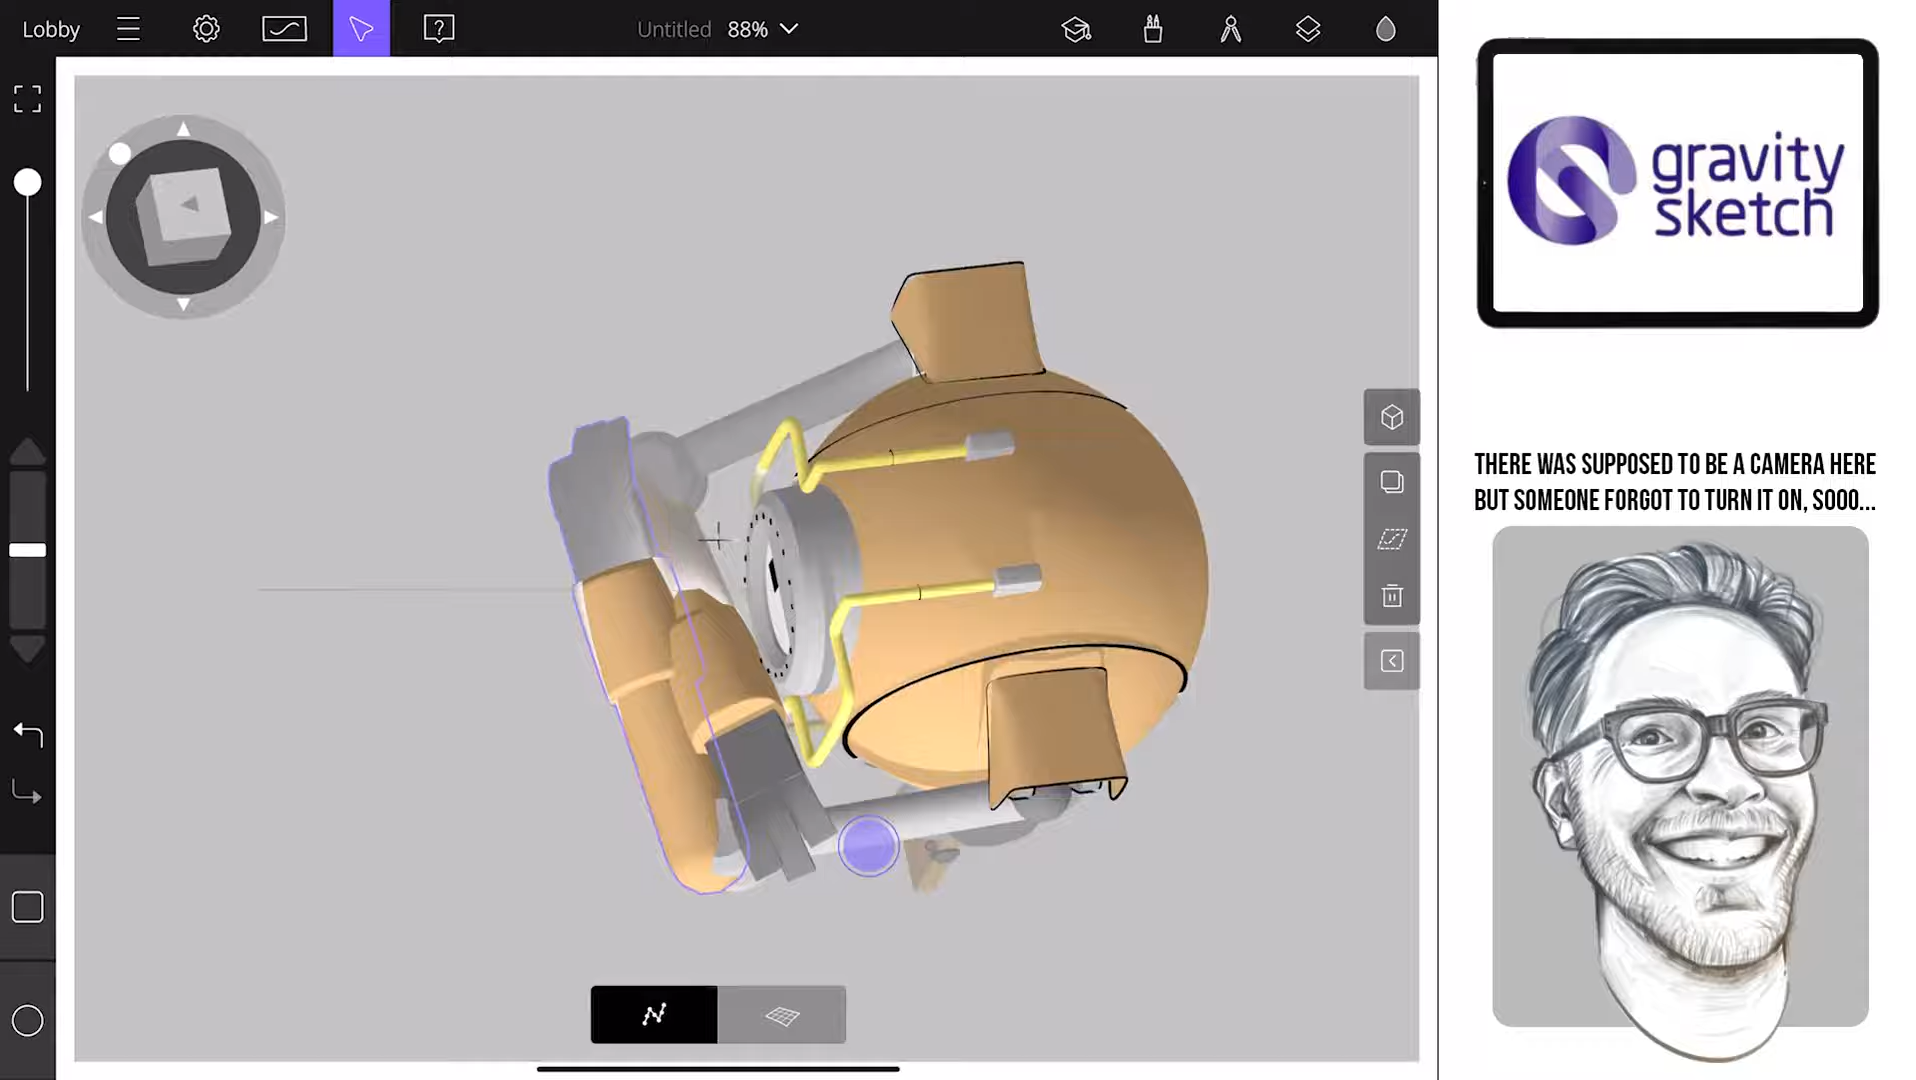 Lobby
Untitled 88%
gravity
sketch
THERE WAS SUPPOSED TO BE A CAMERA HERE
BUT SOMEONE FORGOT TO TURN IT ON, SOOO...